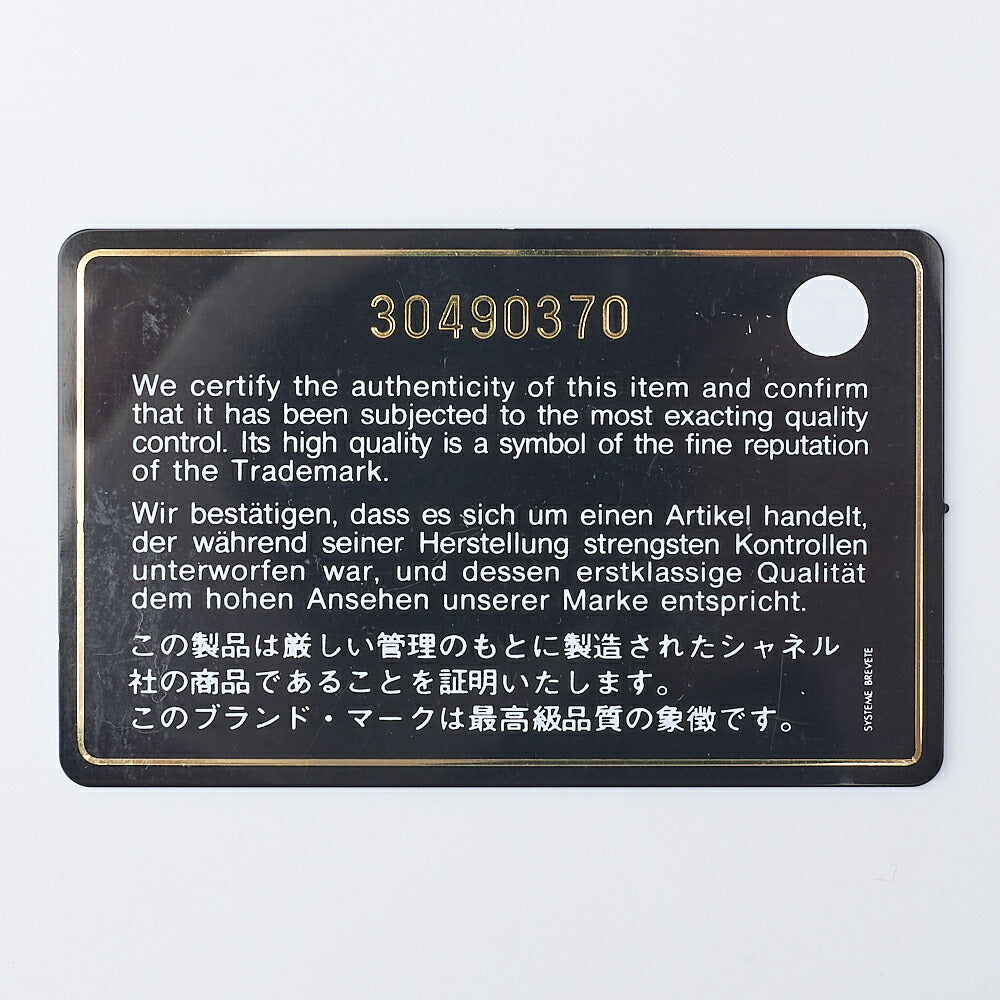 30490370
We certify the authenticity of this item and confirm
that it has been subjected to the most exacting quality
control. Its high quality is a symbol of the fine reputation
of the Trademark.
Wir bestätigen, dass es sich um einen Artikel handelt,
der während seiner Herstellung strengsten Kontrollen
unterworfen war, und dessen erstklassige Qualität
dem hohen Ansehen unserer Marke entspricht.
この製品は厳しい管理のもとに製造されたシャネル
社の商品であることを証明いたします。
このブランド・マークは最高級品質の象徴です。
SYSTEME BREVETE